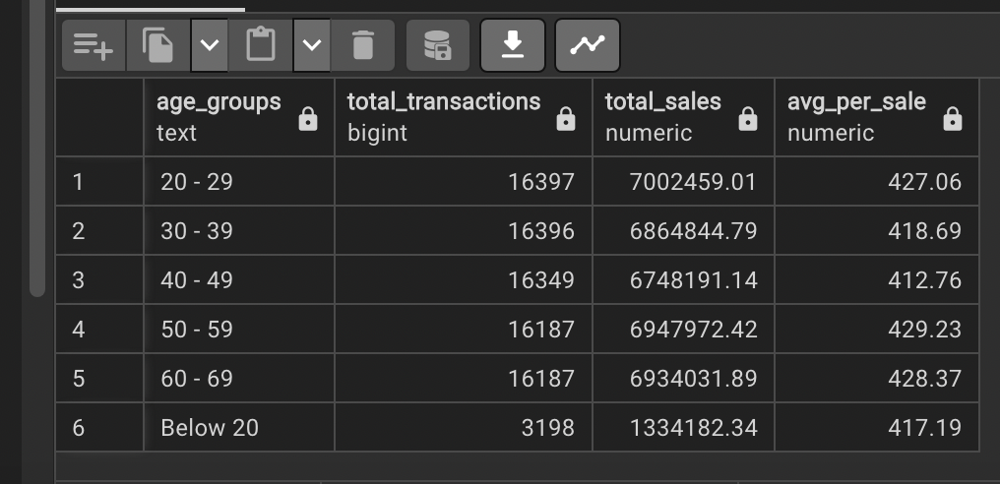 age_groups total_transactions total_sales avg_per_sale
text bigint numeric numeric
1 20 - 29 16397 7002459.01 427.06
2 30 - 39 16396 6864844.79 418.69
3 40 - 49 16349 6748191.14 412.76
4 50 - 59 16187 6947972.42 429.23
5 60 - 69 16187 6934031.89 428.37
6 Below 20 3198 1334182.34 417.19